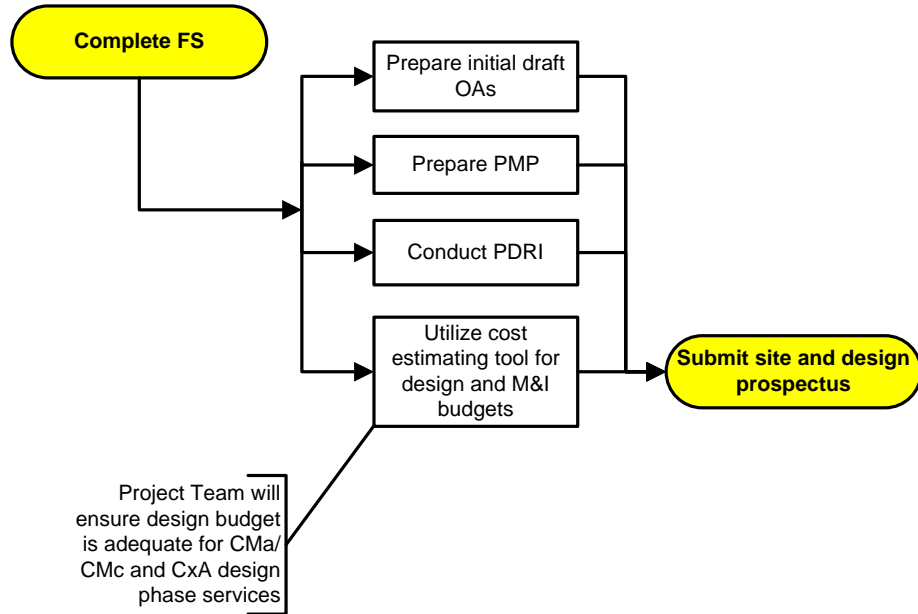 Complete FS
Prepare initial draft
OAs
Prepare PMP
Conduct PDRI
Utilize cost
estimating tool for
design and M&I
budgets
Submit site and design
prospectus
Project Team will
ensure design budget
is adequate for CMa/
CMc and CxA design
phase services